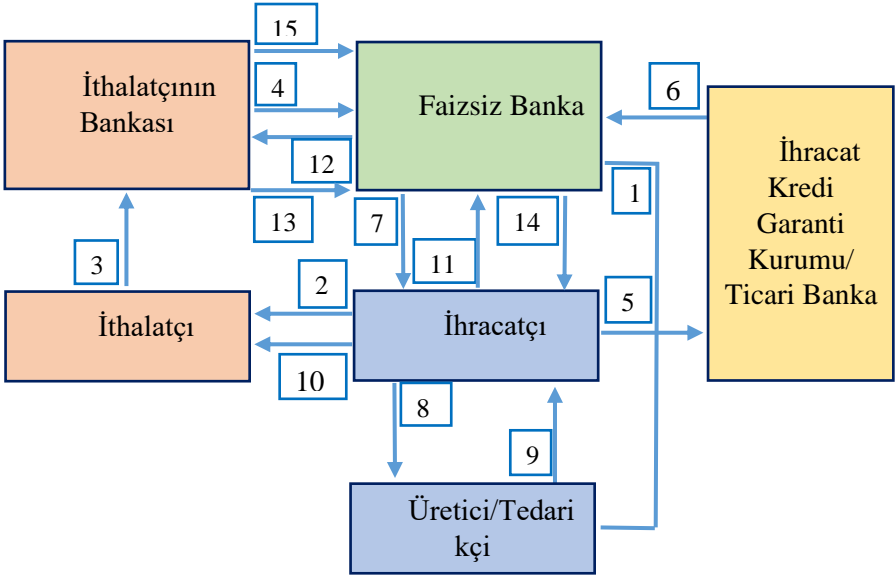 15
İthalatçının
Bankası
4
Faizsiz Banka
6
12
13
7
11
14
1
İhracat
Kredi
Garanti
Kurumu/
Ticari Banka
3
2
5
İthalatçı
İhracatçı
10
8
9
Üretici/Tedari
kçi